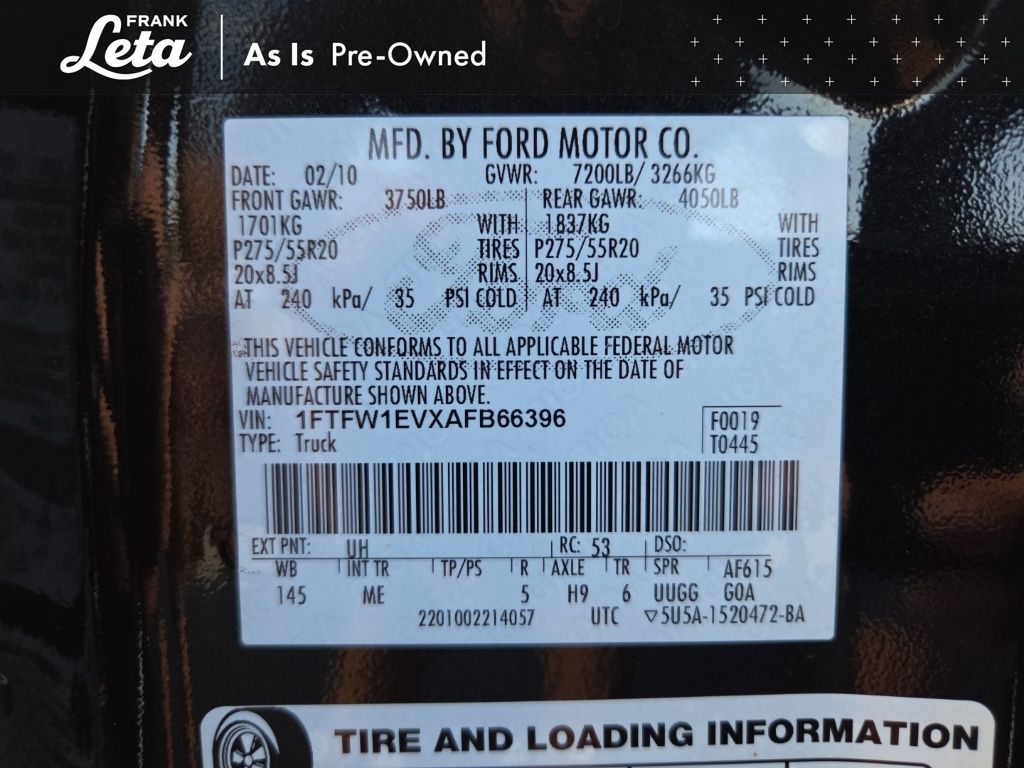 FRANK
Leta
As Is Pre-Owned
MFD. BY FORD MOTOR CO.
DATE: 02/10 GVWR: 7200LB/ 3266KG
FRONT GAWR: 3750LB REAR GAWR: 4050LB
1701KG WITH 1837KG WITH
P275/55R20 TIRES P275/55R20 TIRES
20x8.5J RIMS 20x8.5J RIMS
AT 240 kPa/ 35 PSI COLD AT 240 kPa/ 35 PSI COLD
THIS VEHICLE CONFORMS TO ALL APPLICABLE FEDERAL MOTOR
VEHICLE SAFETY STANDARDS IN EFFECT ON THE DATE OF
MANUFACTURE SHOWN ABOVE.
VIN: 1FTFW1EVXAFB66396 F0019
TYPE: Truck T0445
EXT PNT: UH RC: 53 DSO:
WB INT TR TP/PS R AXLE TR SPR AF615
145 ME 5 H9 6 UUGG GOA
2201002214057 UTC ▽5U5A-1520472-BA
TIRE AND LOADING INFORMATION